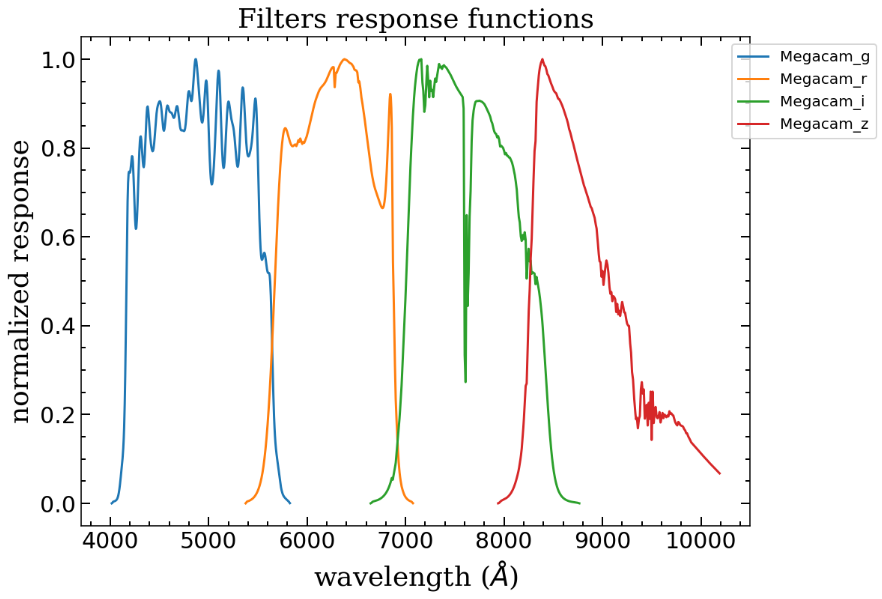 Filters response functions
Megacam_g
Megacam_r
Megacam_i
Megacam_z
normalized response
1.0
0.8
0.6
0.4
0.2
0.0
4000 5000 6000 7000 8000 9000 10000
wavelength (Å)